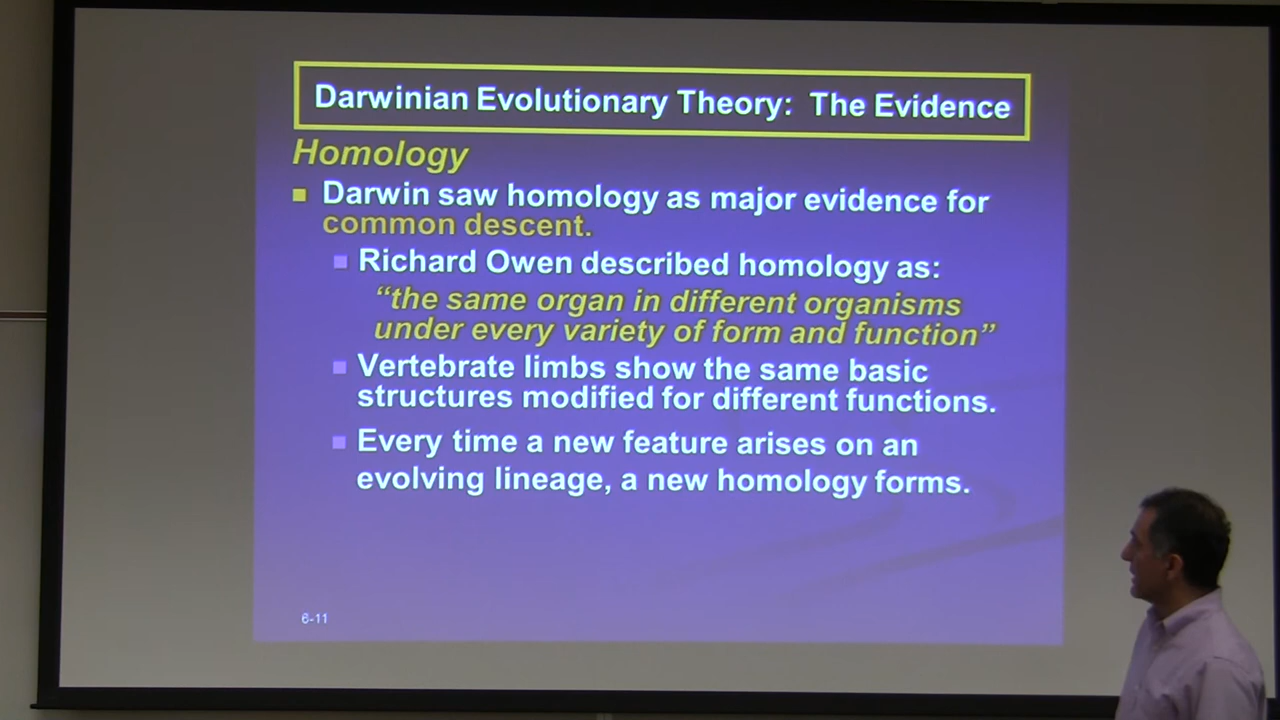 Darwinian Evolutionary Theory: The Evidence
Homology
Darwin saw homology as major evidence for
common descent.
Richard Owen described homology as:
“the same organ in different organisms
under every variety of form and function”
Vertebrate limbs show the same basic
structures modified for different functions.
Every time a new feature arises on an
evolving lineage, a new homology forms.
6-11